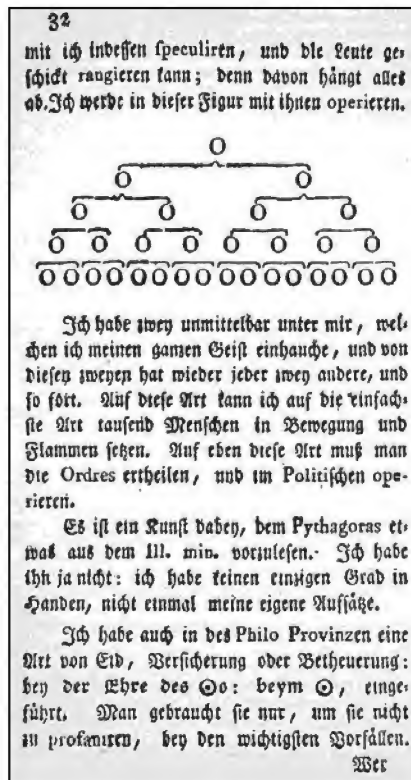 32
mit ich indessen speculiren, und die Leute ge-
schickt rangieren kann; denn davon hängt alles
ab. Ich werde in dieser Figur mit ihnen operieren.
O
O O
O O O O
O O O O O O O O
O O O O O O O O O O O O O O O O
Ich habe zwey unmittelbar unter mir, wel-
chen ich meinen ganzen Geist einhauche, und von
diesen zweyen hat wieder jeder zwey andere, und
so fort. Auf diese Art kann ich auf die einfach-
ste Art tausend Menschen in Bewegung und
Flammen setzen. Auf eben diese Art muß man
die Ordres ertheilen, und im Politischen ope-
rieren.
Es ist ein Kunst dabey, dem Pythagoras et-
was aus dem III. min. vorzulesen. Ich habe
ihn ja nicht: ich habe keinen einzigen Grad in
Handen, nicht einmal meine eigene Aufsätze.
Ich habe auch in des Philo Provinzen eine
Art von Eid, Versicherung oder Betheuerung:
bey der Ehre des ⊙o: beym ⊙, einge-
führt. Man gebraucht sie nur, um sie nicht
zu profaniren, bey den wichtigsten Vorfällen.
Wer